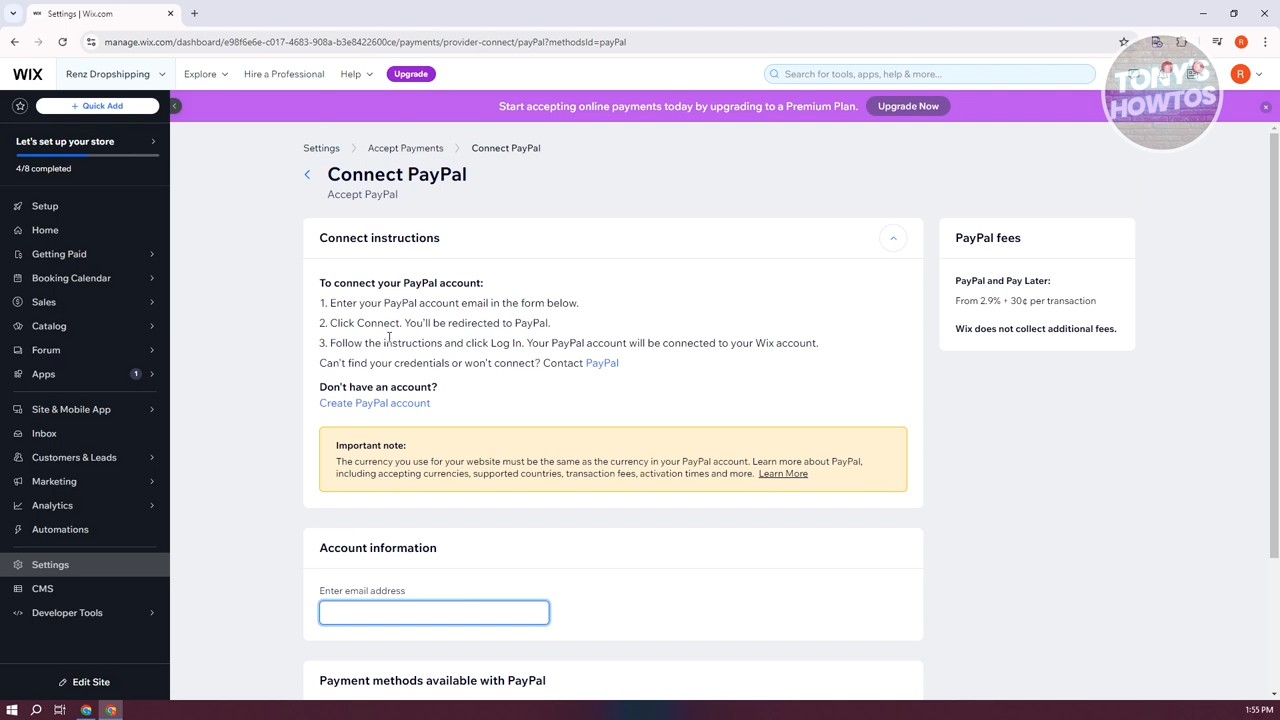 Settings | Wix.com
manage.wix.com/dashboard/e98f6e6e-c017-4683-908a-b3e8422600ce/payments/provider-connect/payPal?methodsId=payPal
R
WIX
Renz Dropshipping
Explore
Hire a Professional
Help
Upgrade
Search for tools, apps, help & more...
R
TONY'S
HOWTOS
+ Quick Add
Start accepting online payments today by upgrading to a Premium Plan.
Upgrade Now
Let's set up your store
4/8 completed
Setup
Home
Getting Paid
Booking Calendar
Sales
Catalog
Forum
Apps
1
Site & Mobile App
Inbox
Customers & Leads
Marketing
Analytics
Automations
Settings
CMS
Developer Tools
Edit Site
Settings > Accept Payments > Connect PayPal
Connect PayPal
Accept PayPal
Connect instructions
To connect your PayPal account:
1. Enter your PayPal account email in the form below.
2. Click Connect. You'll be redirected to PayPal.
3. Follow the instructions and click Log In. Your PayPal account will be connected to your Wix account.
Can't find your credentials or won't connect? Contact PayPal
Don't have an account?
Create PayPal account
Important note:
The currency you use for your website must be the same as the currency in your PayPal account. Learn more about PayPal,
including accepting currencies, supported countries, transaction fees, activation times and more. Learn More
Account information
Enter email address
Payment methods available with PayPal
PayPal fees
PayPal and Pay Later:
From 2.9% + 30¢ per transaction
Wix does not collect additional fees.
1:55 PM